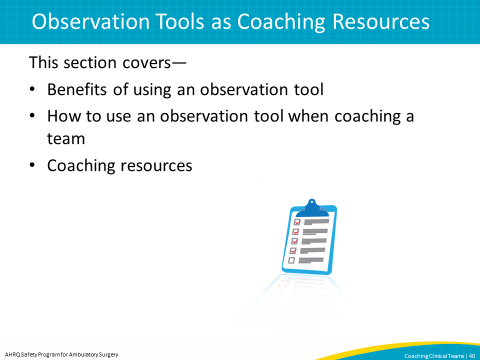 Observation Tools as Coaching Resources
This section covers—
• Benefits of using an observation tool
• How to use an observation tool when coaching a
team
• Coaching resources
AHRQ Safety Program for Ambulatory Surgery
Coaching Clinical Teams | 40